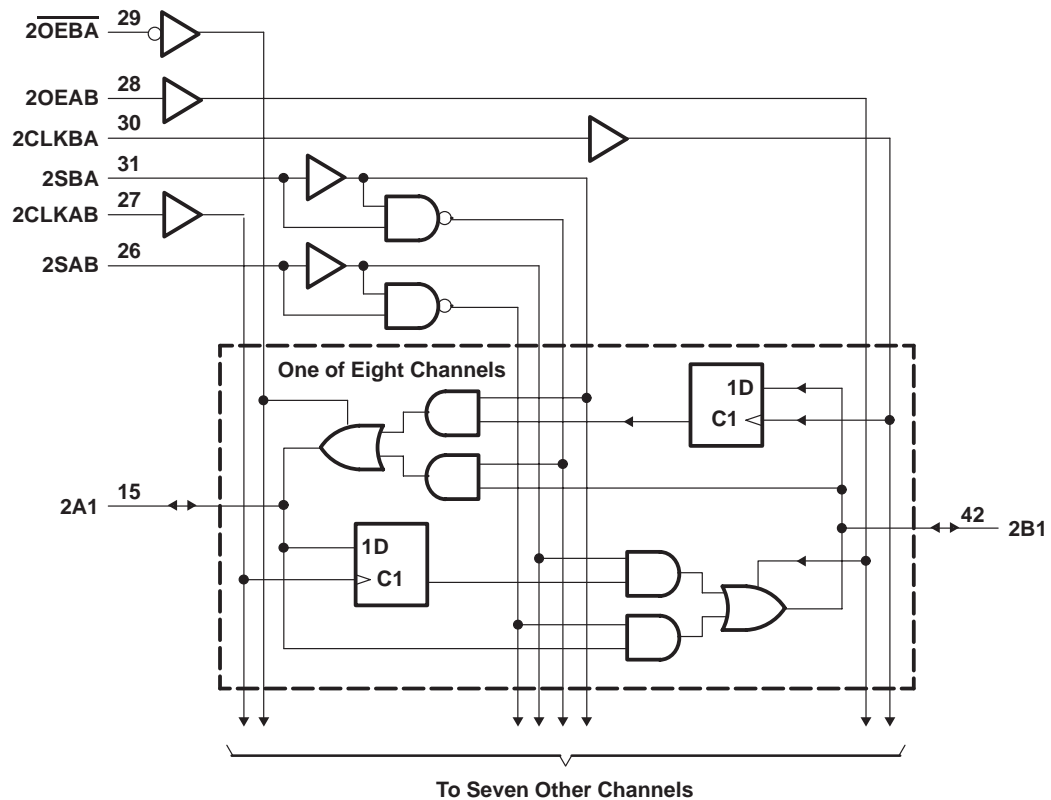 2OEBA 29
2OEAB 28
2CLKBA 30
2SBA 31
2CLKAB 27
2SAB 26
One of Eight Channels
1D
C1
2A1 15
42 2B1
1D
C1
To Seven Other Channels